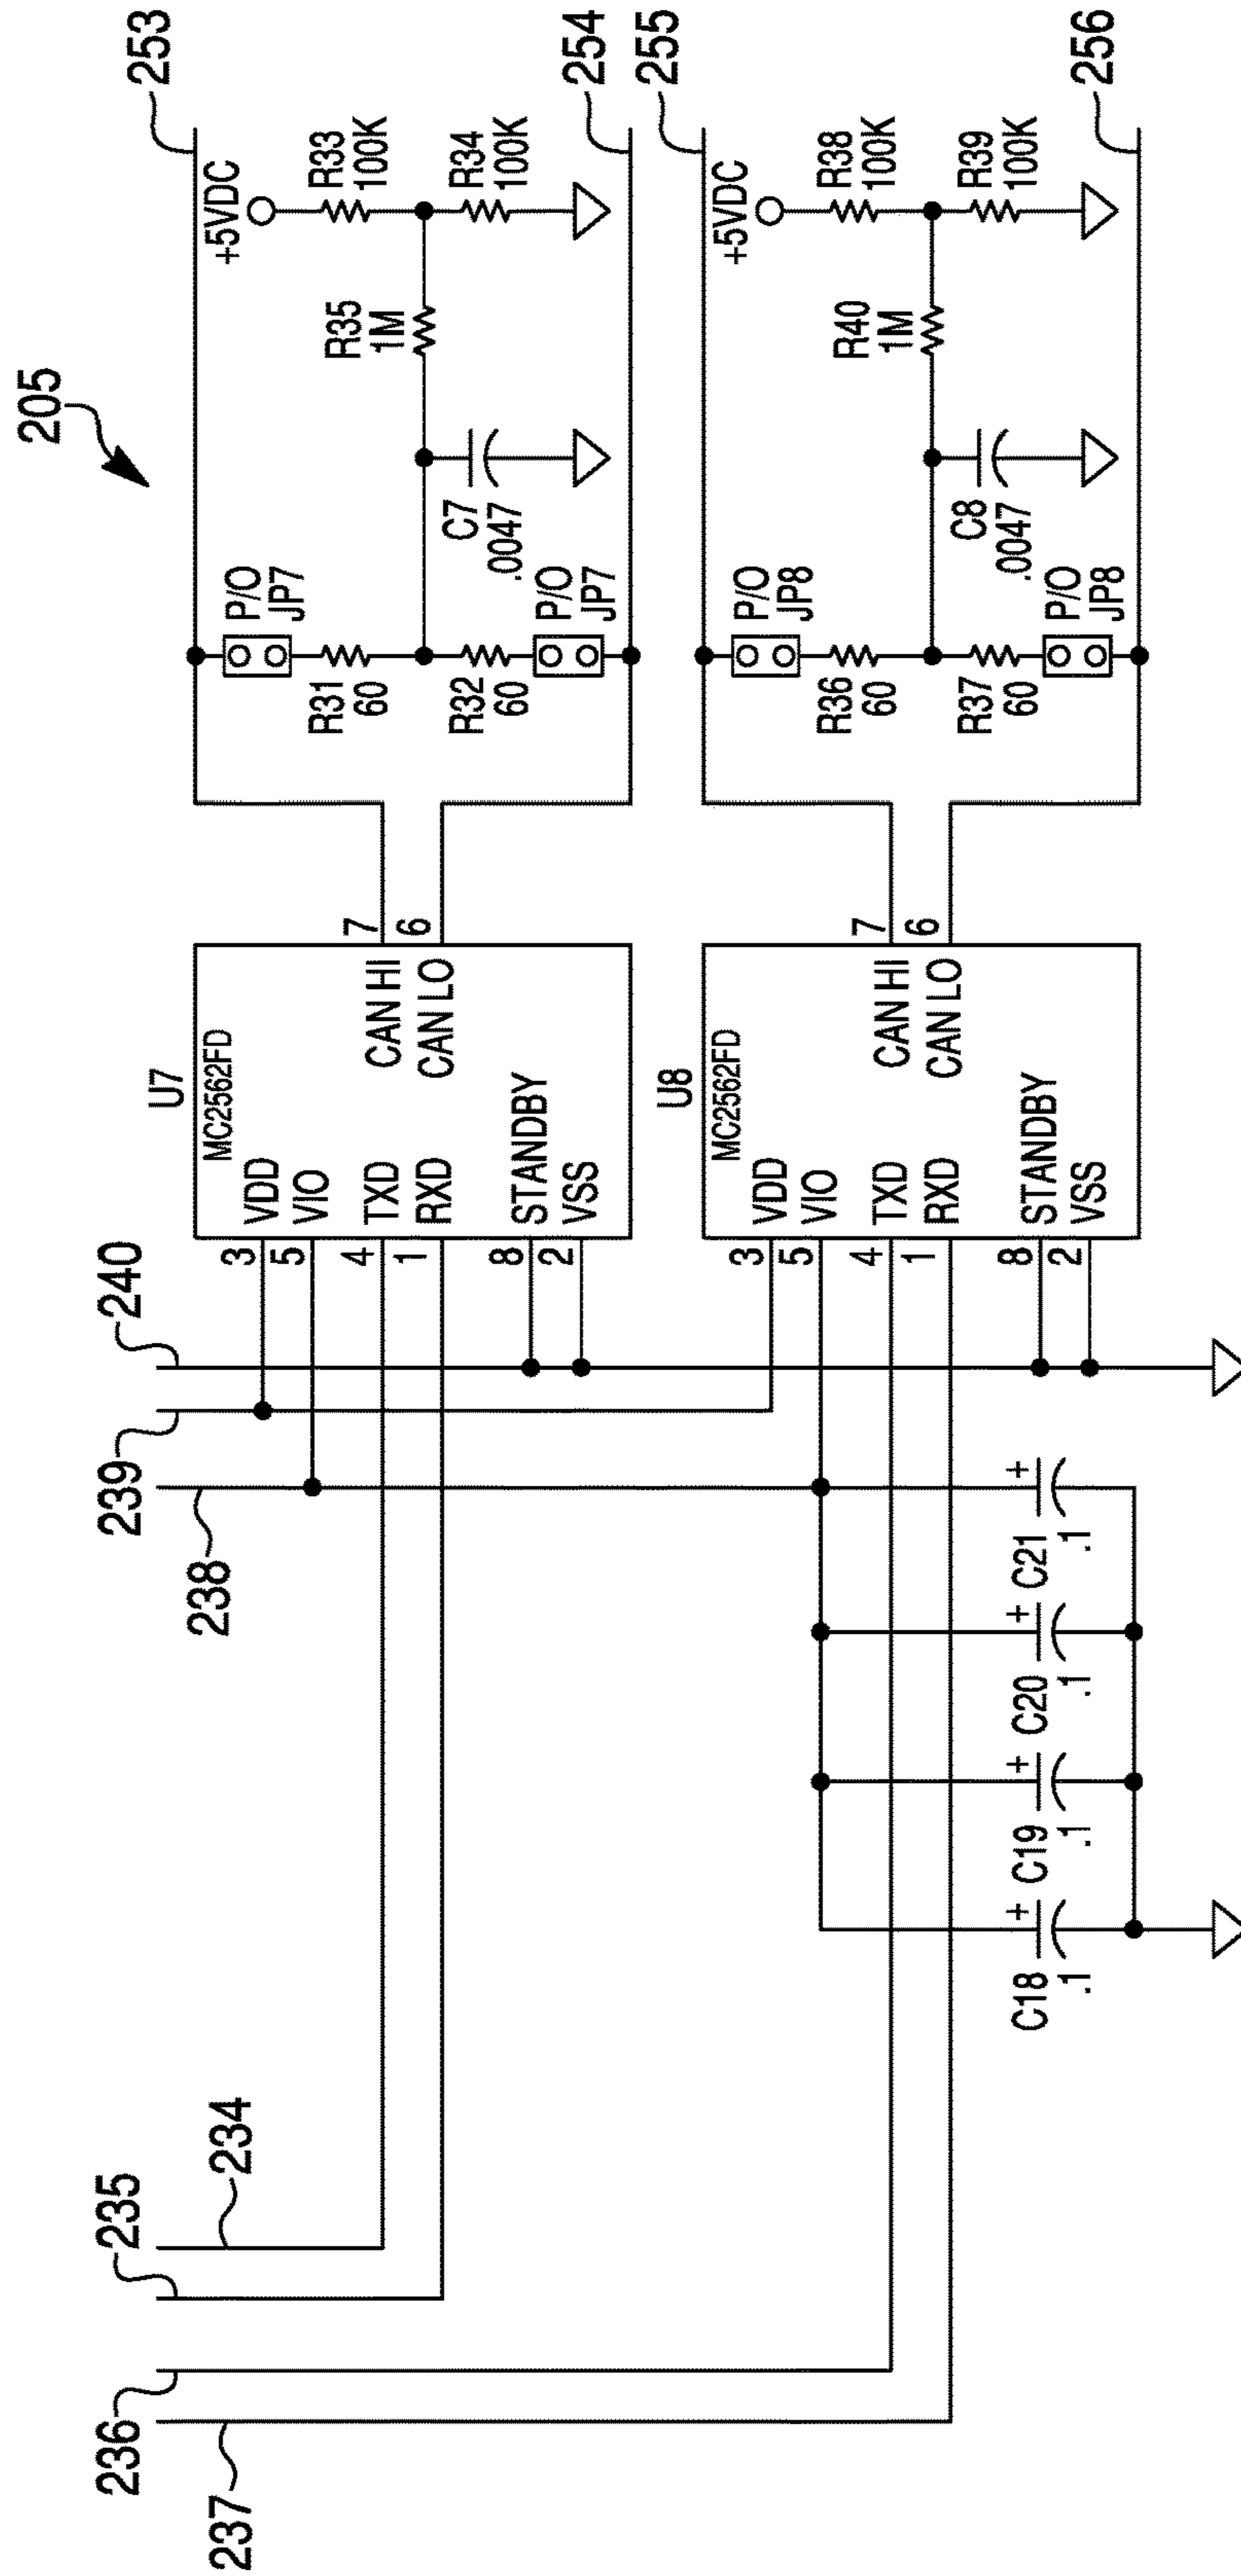 205
253
+5VDC
R33
100K
R34
100K
R35
1M
C7
.0047
P/O
JP7
R31
60
R32
60
P/O
JP7
254
255
+5VDC
R38
100K
R39
100K
R40
1M
C8
.0047
P/O
JP8
R36
60
R37
60
P/O
JP8
256
U7
MC2562FD
VDD
VIO
TXD
RXD
STANDBY
VSS
CAN HI
CAN LO
7
6
3
5
4
1
8
2
U8
MC2562FD
VDD
VIO
TXD
RXD
STANDBY
VSS
CAN HI
CAN LO
7
6
3
5
4
1
8
2
240
239
238
+
C21
.1
+
C20
.1
+
C19
.1
+
C18
.1
235
234
236
237